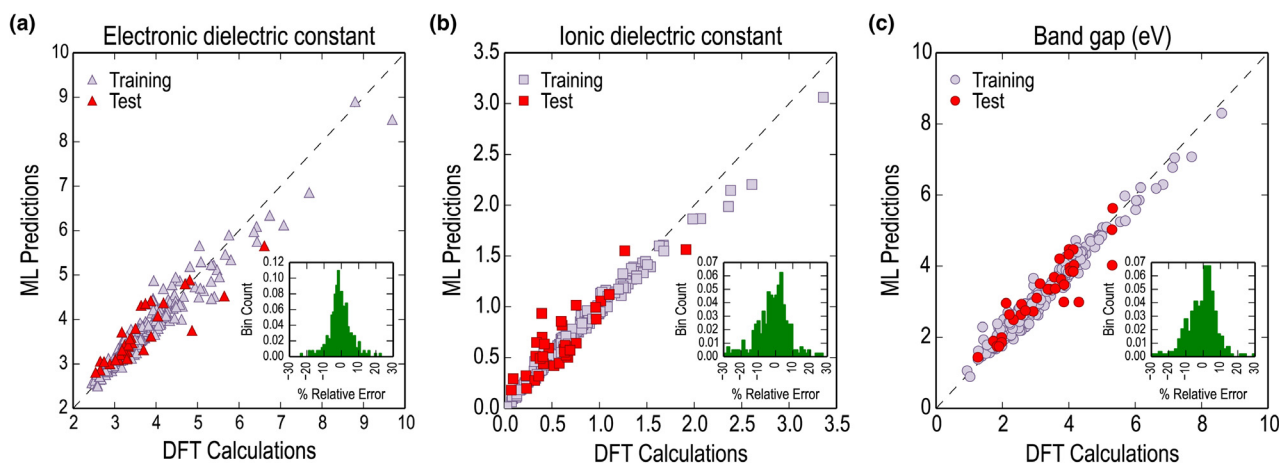 (a)
Electronic dielectric constant
10
9
8
7
6
5
4
3
2
ML Predictions
Training
Test
0.12
0.10
0.08
0.06
0.04
0.02
0.00
Bin Count
−30
−20
−10
0
10
20
30
% Relative Error
2 3 4 5 6 7 8 9 10
DFT Calculations
(b)
Ionic dielectric constant
3.5
3.0
2.5
2.0
1.5
1.0
0.5
0.0
ML Predictions
Training
Test
0.07
0.06
0.05
0.04
0.03
0.02
0.01
0.00
Bin Count
−30
−20
−10
0
10
20
30
% Relative Error
0.0 0.5 1.0 1.5 2.0 2.5 3.0 3.5
DFT Calculations
(c)
Band gap (eV)
10
8
6
4
2
0
ML Predictions
Training
Test
0.07
0.06
0.05
0.04
0.03
0.02
0.01
0.00
Bin Count
−30
−20
−10
0
10
20
30
% Relative Error
0 2 4 6 8 10
DFT Calculations